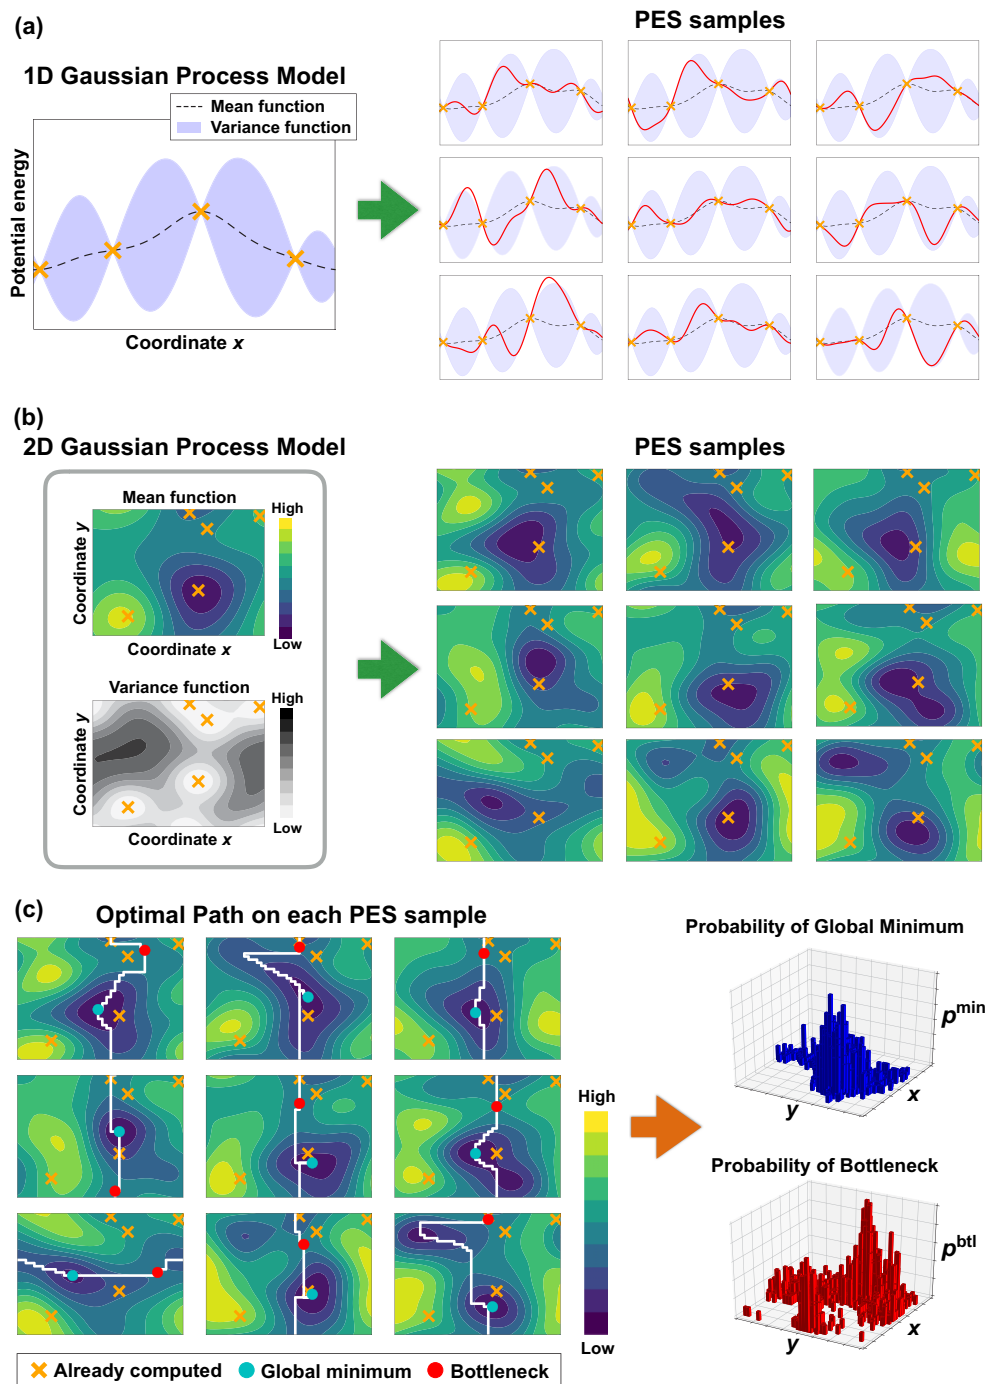 (a)
PES samples
1D Gaussian Process Model
Mean function
Variance function
Potential energy
Coordinate x
(b)
2D Gaussian Process Model
PES samples
Mean function
High
Coordinate y
Coordinate x
Low
Variance function
High
Coordinate y
Coordinate x
Low
(c)
Optimal Path on each PES sample
Probability of Global Minimum
p^min
y
x
High
Low
Probability of Bottleneck
p^btl
y
x
Already computed
Global minimum
Bottleneck